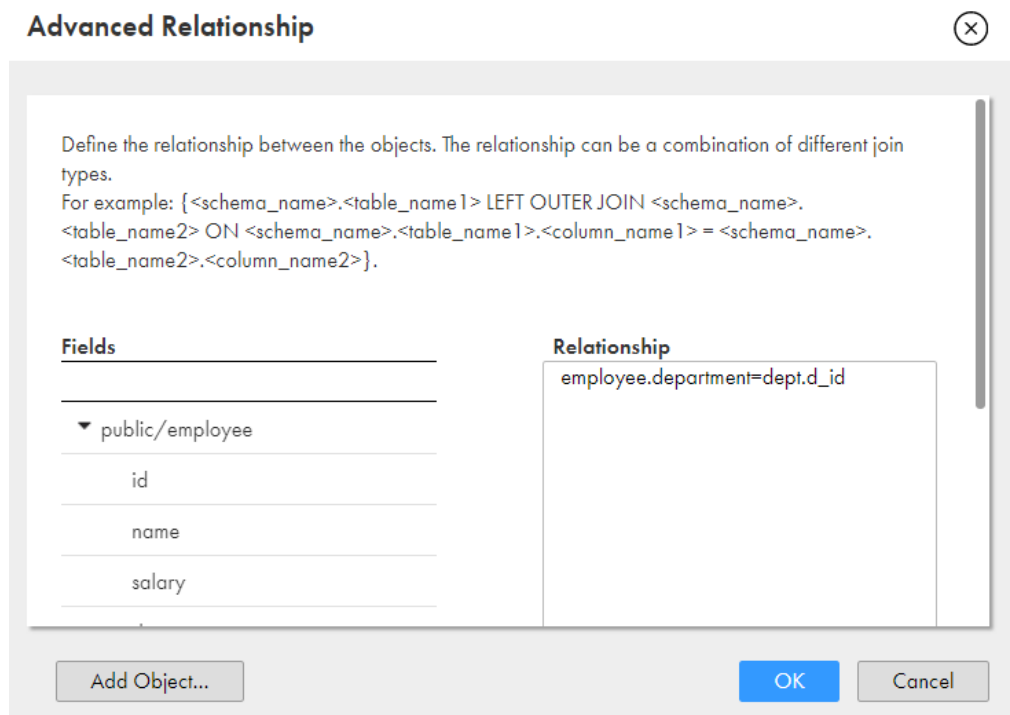 Advanced Relationship
Define the relationship between the objects. The relationship can be a combination of different join
types.
For example: {<schema_name>.<table_name1> LEFT OUTER JOIN <schema_name>.
<table_name2> ON <schema_name>.<table_name1>.<column_name1> = <schema_name>.
<table_name2>.<column_name2>}.
Fields
Relationship
employee.department=dept.d_id
public/employee
id
name
salary
Add Object...
OK
Cancel